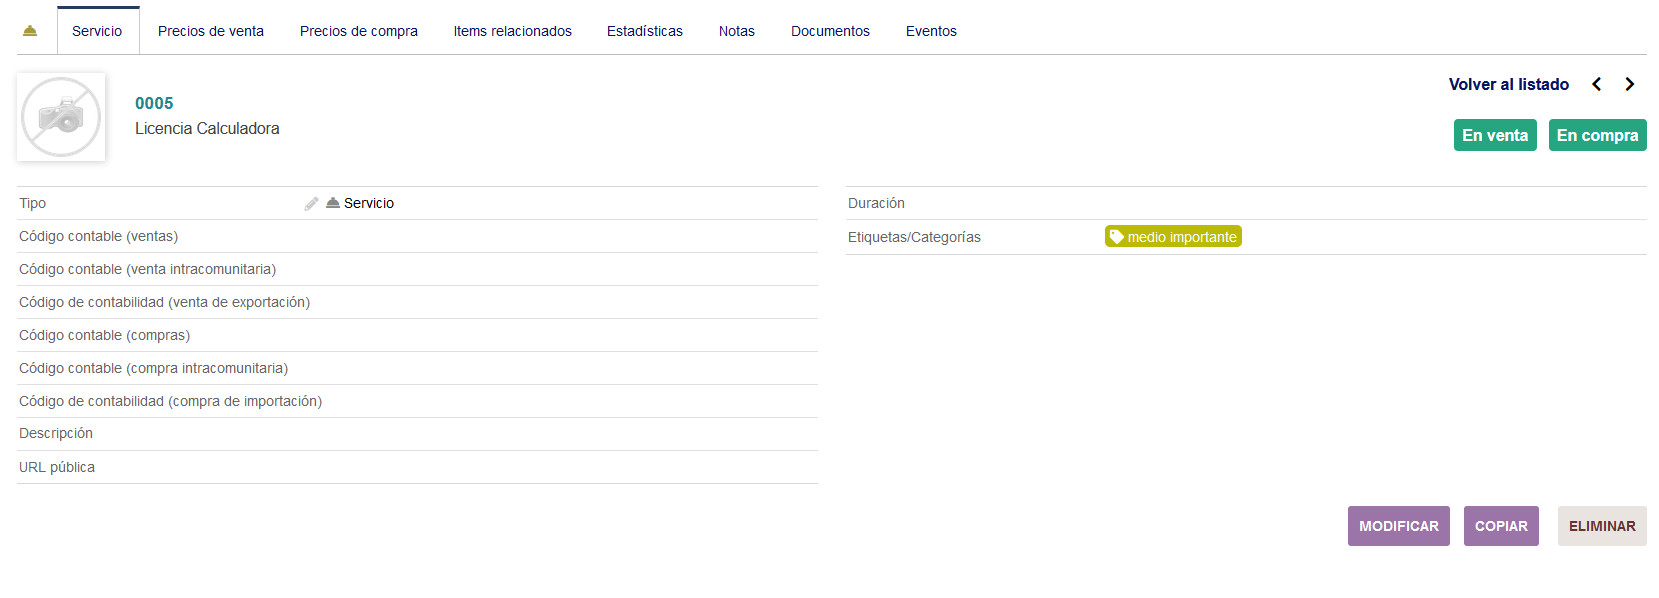 Servicio
Precios de venta
Precios de compra
Items relacionados
Estadísticas
Notas
Documentos
Eventos
0005
Licencia Calculadora
Volver al listado
En venta
En compra
Tipo
Servicio
Código contable (ventas)
Código contable (venta intracomunitaria)
Código de contabilidad (venta de exportación)
Código contable (compras)
Código contable (compra intracomunitaria)
Código de contabilidad (compra de importación)
Descripción
URL pública
Duración
Etiquetas/Categorías
medio importante
MODIFICAR
COPIAR
ELIMINAR